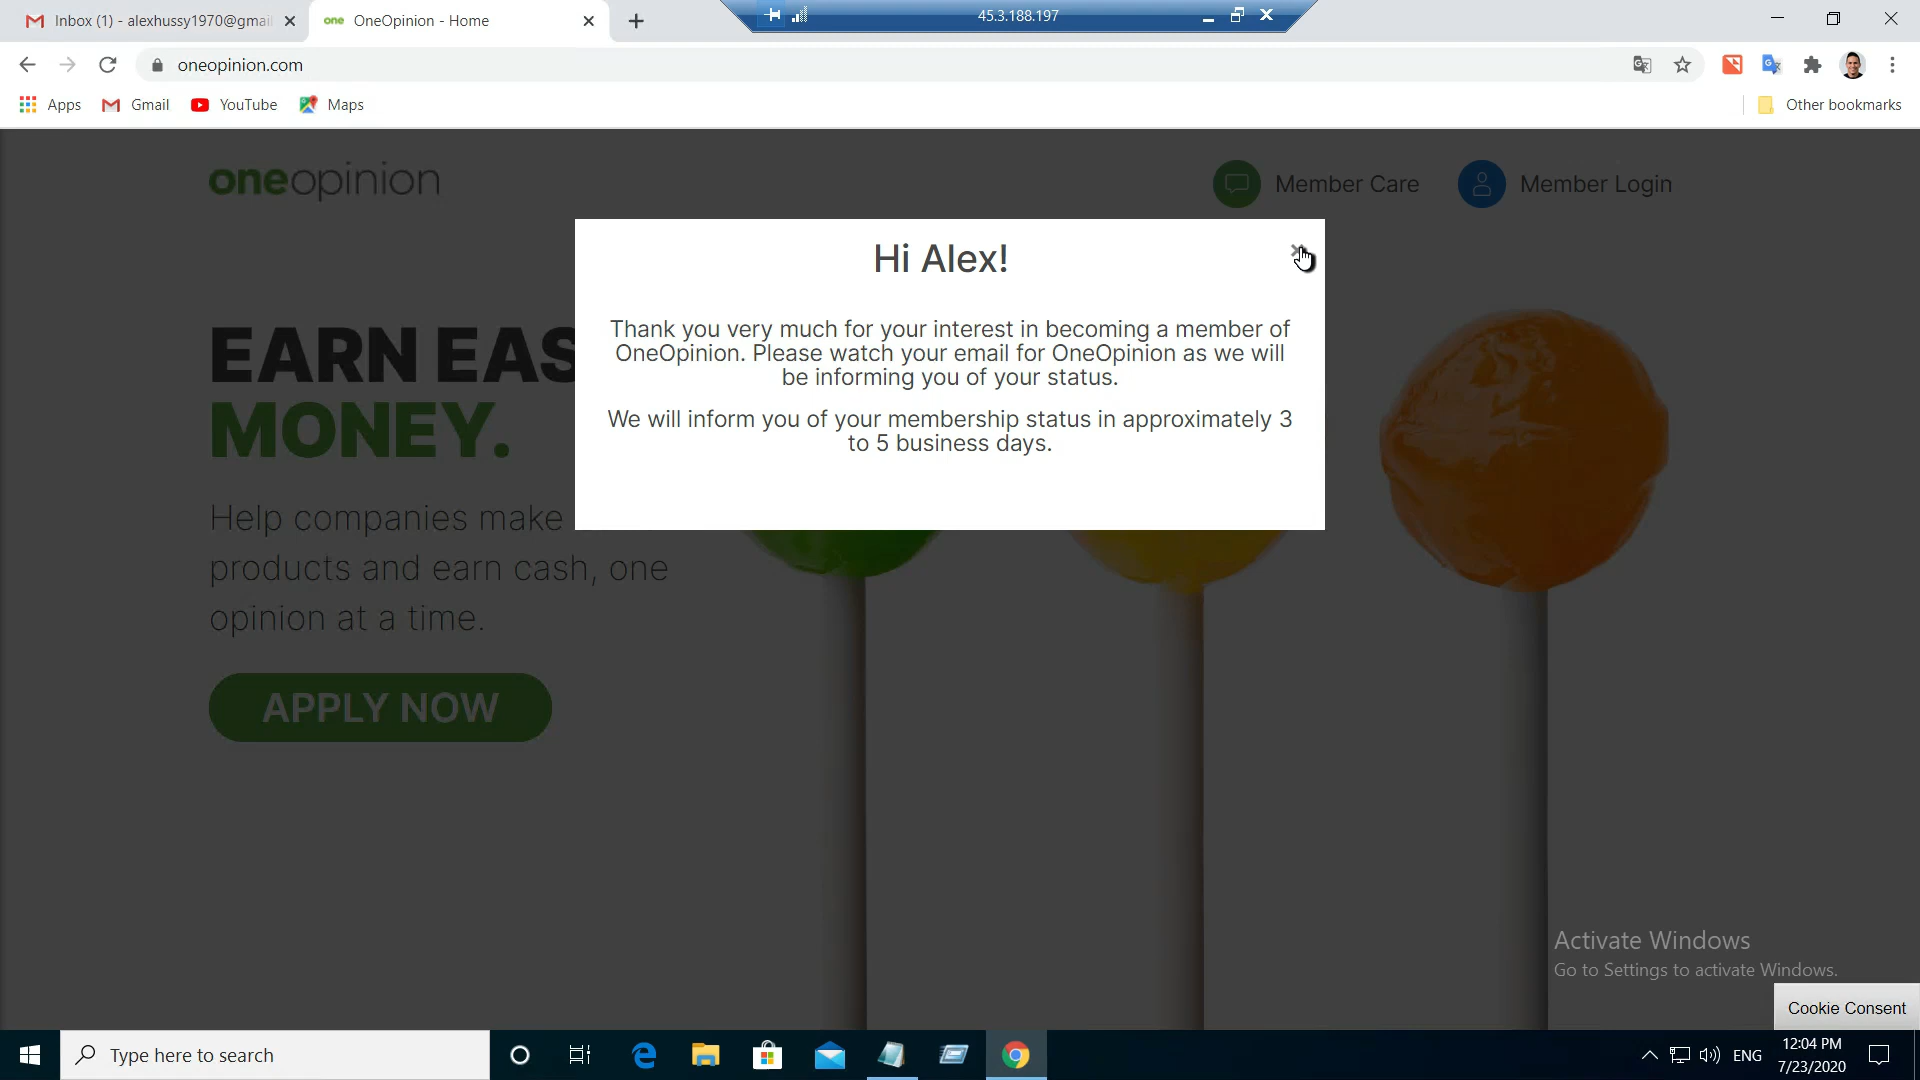 Inbox (1) - alexhussy1970@gmai
one OneOpinion - Home
45.3.188.197
oneopinion.com
Apps Gmail YouTube Maps Other bookmarks
oneopinion
Member Care Member Login
Hi Alex!
Thank you very much for your interest in becoming a member of
OneOpinion. Please watch your email for OneOpinion as we will
be informing you of your status.
We will inform you of your membership status in approximately 3
to 5 business days.
EARN EAS
MONEY.
Help companies make
products and earn cash, one
opinion at a time.
APPLY NOW
Activate Windows
Go to Settings to activate Windows.
Cookie Consent
Type here to search
ENG
12:04 PM
7/23/2020